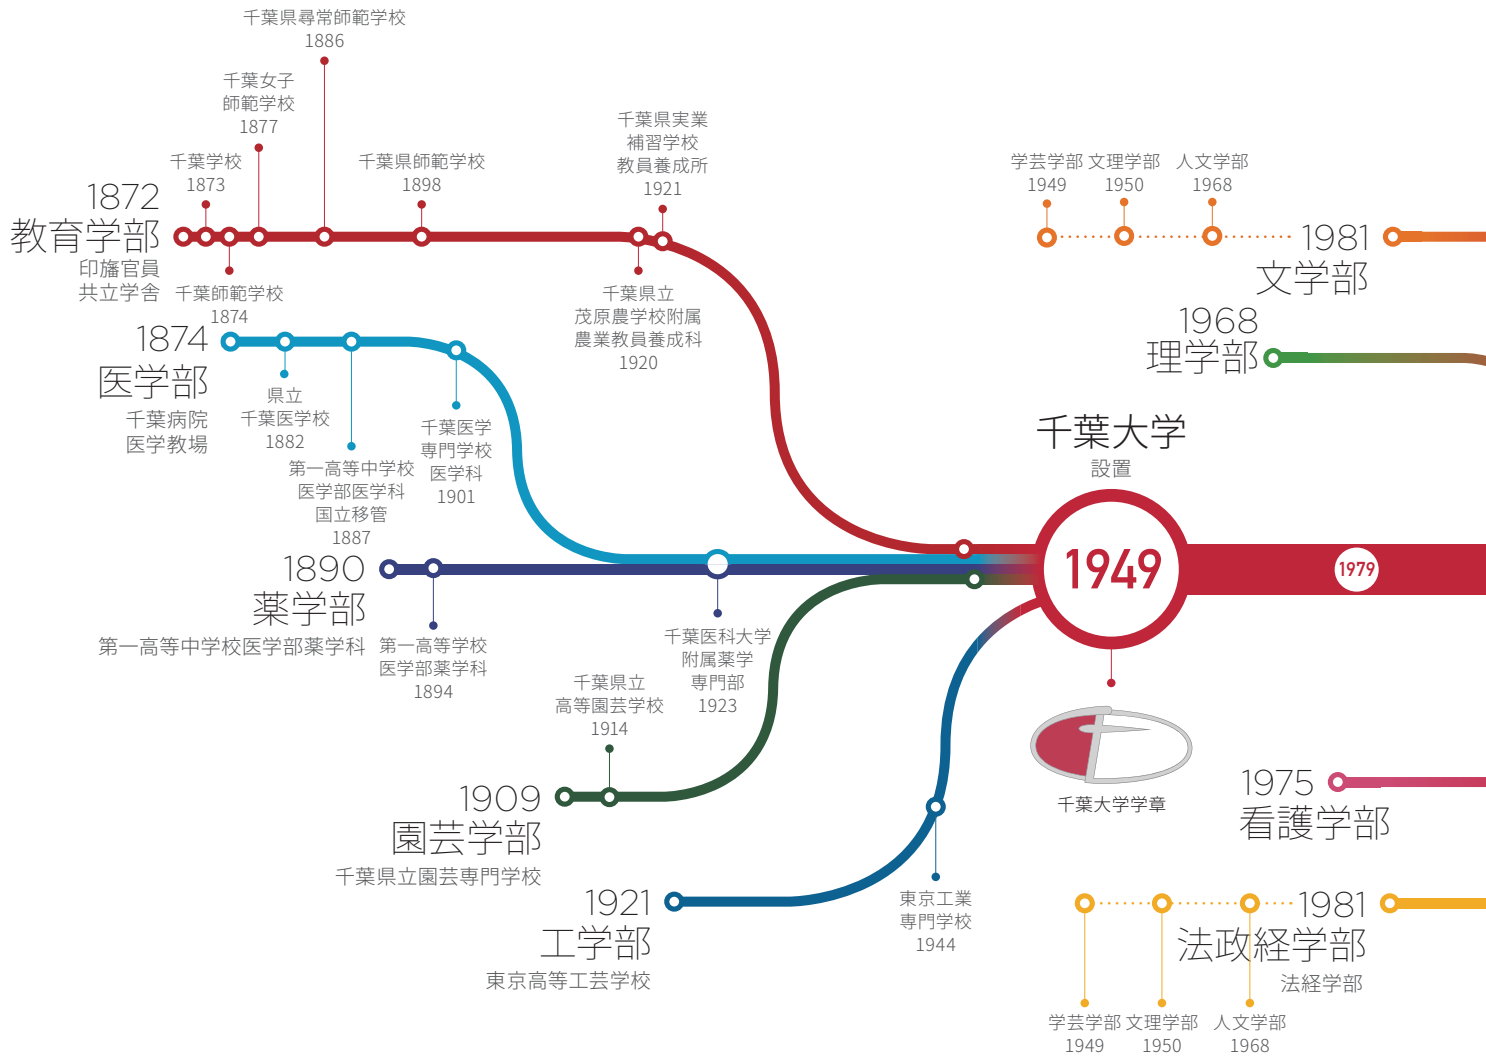 千葉県尋常師範学校
1886
千葉女子
師範学校
1877
千葉学校
1873
千葉県師範学校
1898
千葉県実業
補習学校
教員養成所
1921
1872
教育学部
印旛官員
共立学舎
千葉師範学校
1874
千葉県立
茂原農学校附属
農業教員養成科
1920
1874
医学部
千葉病院
医学教場
県立
千葉医学校
1882
第一高等中学校
医学部医学科
国立移管
1887
千葉医学
専門学校
医学科
1901
1890
薬学部
第一高等中学校医学部薬学科
第一高等学校
医学部薬学科
1894
千葉医科大学
附属薬学
専門部
1923
千葉県立
高等園芸学校
1914
1909
園芸学部
千葉県立園芸専門学校
1921
工学部
東京高等工芸学校
東京工業
専門学校
1944
学芸学部
1949
文理学部
1950
人文学部
1968
1981
文学部
1968
理学部
千葉大学
設置
1949
1979
千葉大学学章
1975
看護学部
1981
法政経学部
法経学部
学芸学部
1949
文理学部
1950
人文学部
1968